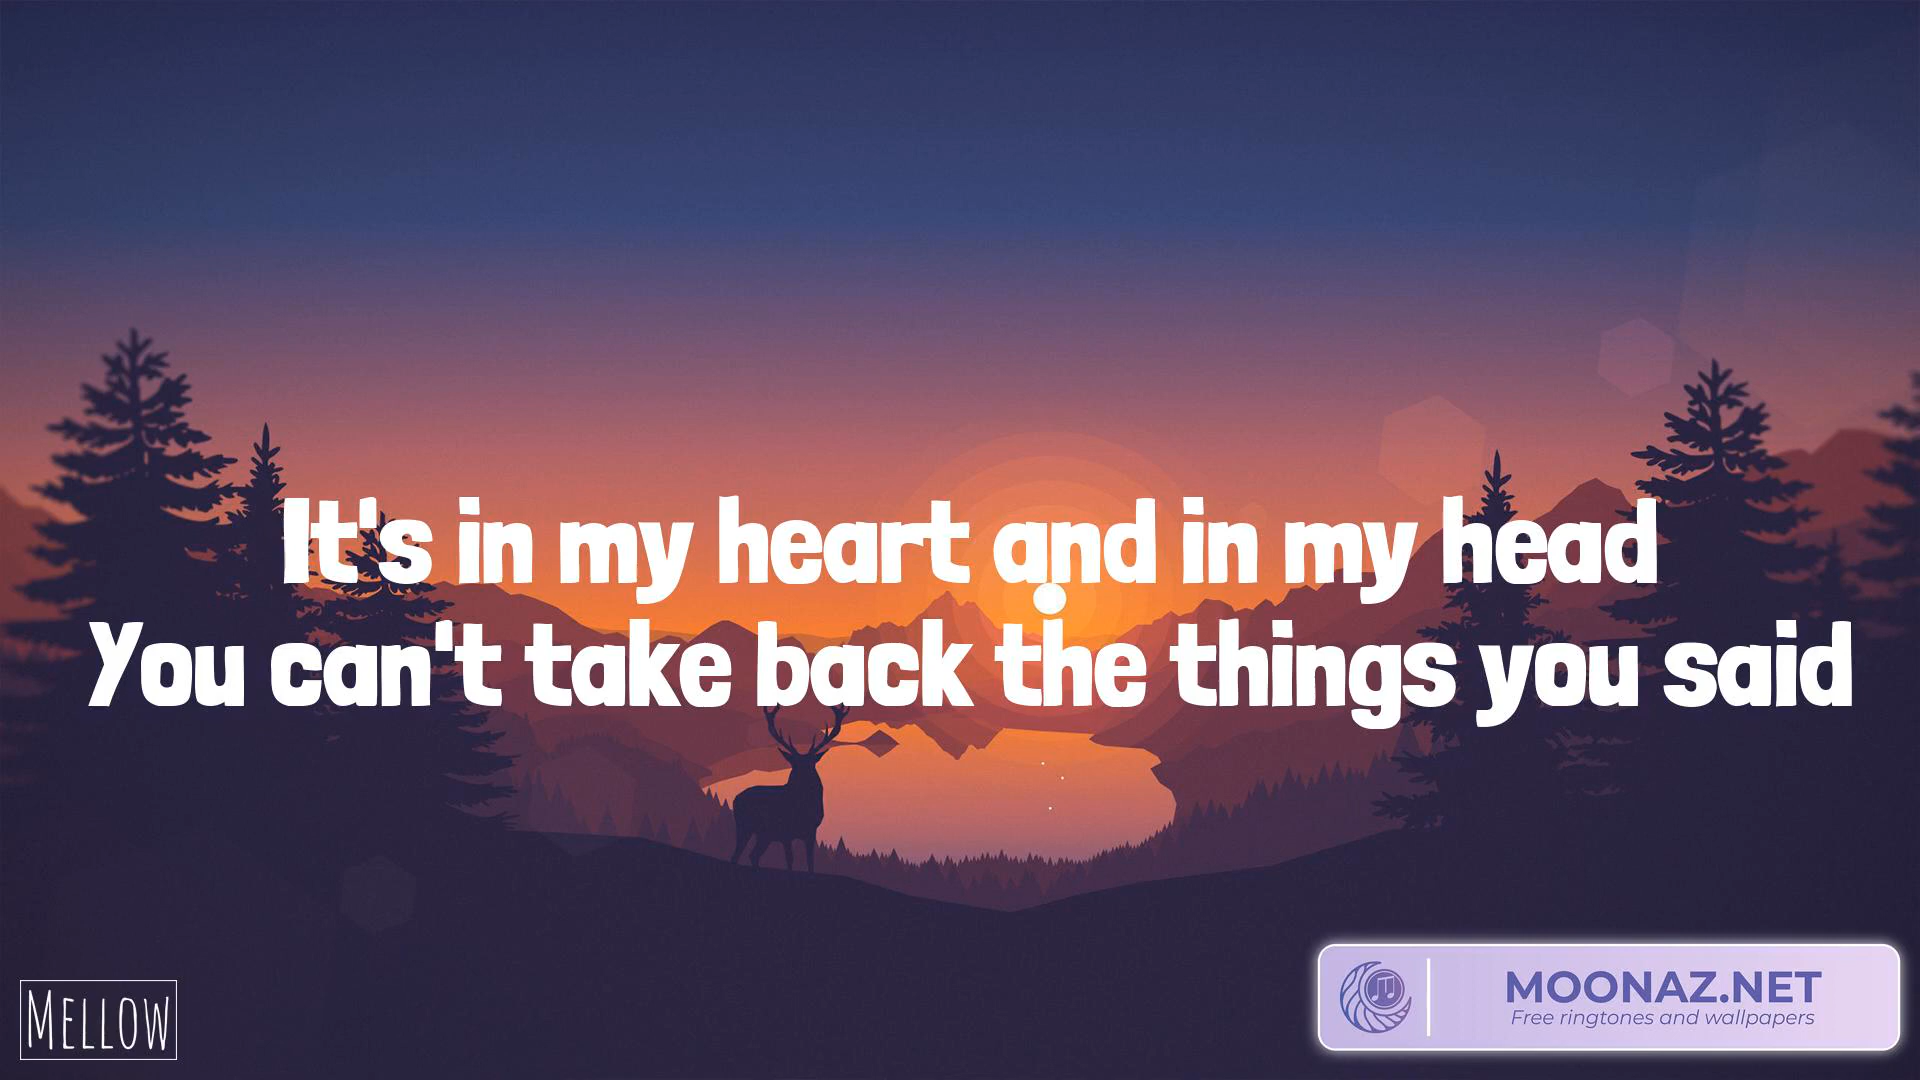 It's in my heart and in my head
You can't take back the things you said
MELLOW
MOONAZ.NET
Free ringtones and wallpapers